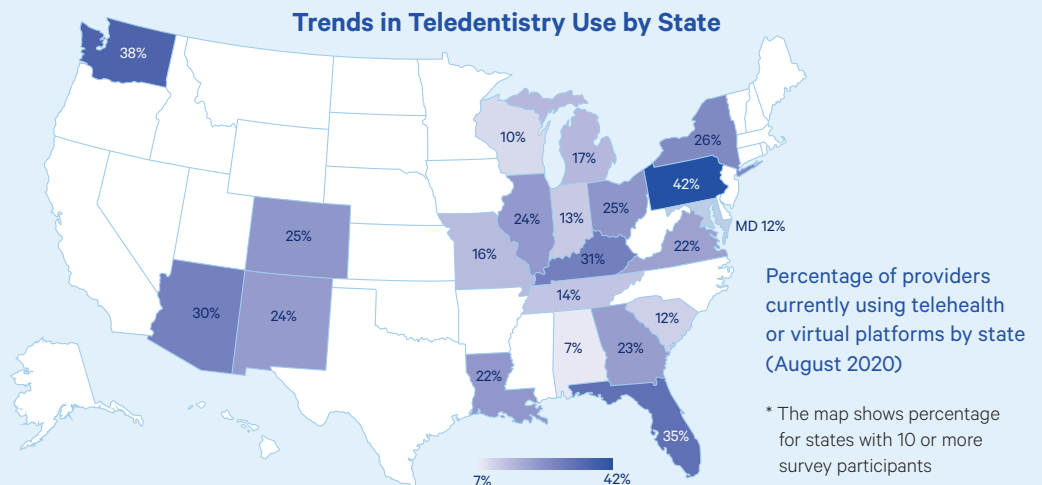 Trends in Teledentistry Use by State
38%
10%
17%
26%
42%
25%
24%
13%
25%
MD 12%
22%
16%
31%
30%
24%
14%
12%
7%
23%
22%
35%
Percentage of providers
currently using telehealth
or virtual platforms by state
(August 2020)
* The map shows percentage
for states with 10 or more
survey participants
7%
42%